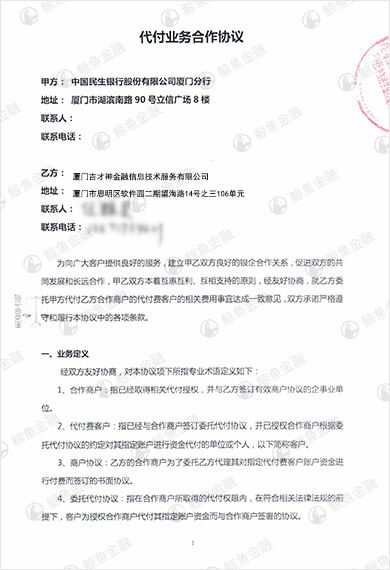 代付业务合作协议
甲方： 中国民生银行股份有限公司厦门分行
地址： 厦门市湖滨南路 90 号立信广场 8 楼
联系人：
联系电话：
乙方： 厦门吉才神金融信息技术服务有限公司
地址： 厦门市思明区软件园二期望海路14号之三106单元
联系人：
联系电话：
为向广大客户提供良好的服务，建立甲乙双方良好的银企合作关系，促进双方的共
同发展和长远合作，甲乙双方本着互惠互利、互相支持的原则，经友好协商，就乙方委
托甲方代付乙方合作商户的代付费客户的相关费用事宜达成一致意见，双方承诺严格遵
守和履行本协议中的各项条款。
一、业务定义
经双方友好协商，对本协议项下所指专业术语定义如下：
1、合作商户：指已经取得相关代付授权，并与乙方签订有效商户协议的企事业单
位。
2、代付费客户：指已经与合作商户签订委托代付协议，并已授权合作商户根据委
托代付协议的约定对其指定账户进行资金代付的单位或个人，以下简称客户。
3、商户协议：乙方的合作商户为了委托乙方代理其对指定代付费客户账户资金进
行付费而签订的书面协议。
4、委托代付协议：指在合作商户所取得的代付权限内，在符合相关法律法规的前
提下，客户为授权合作商户代付其指定账户资金而与合作商户签署的协议。
1
鲸鱼金融